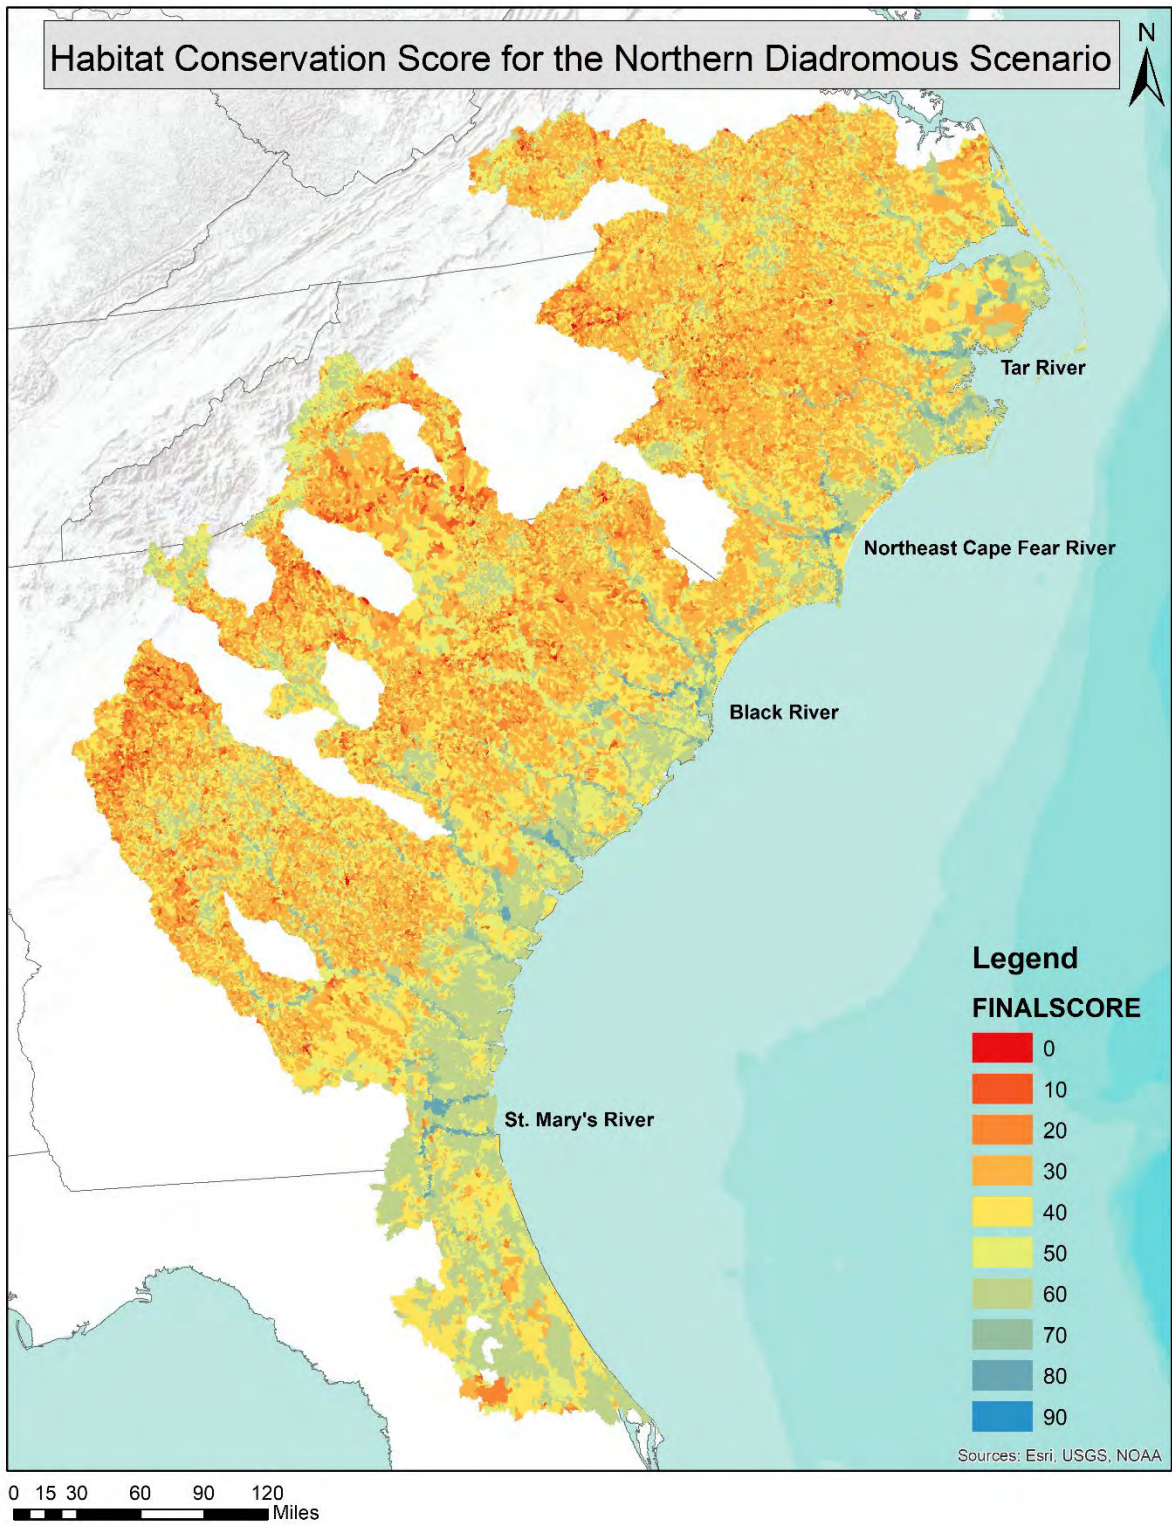 Habitat Conservation Score for the Northern Diadromous Scenario
N
Tar River
Northeast Cape Fear River
Black River
St. Mary's River
Legend
FINALSCORE
0
10
20
30
40
50
60
70
80
90
Sources: Esri, USGS, NOAA
0 15 30 60 90 120
Miles